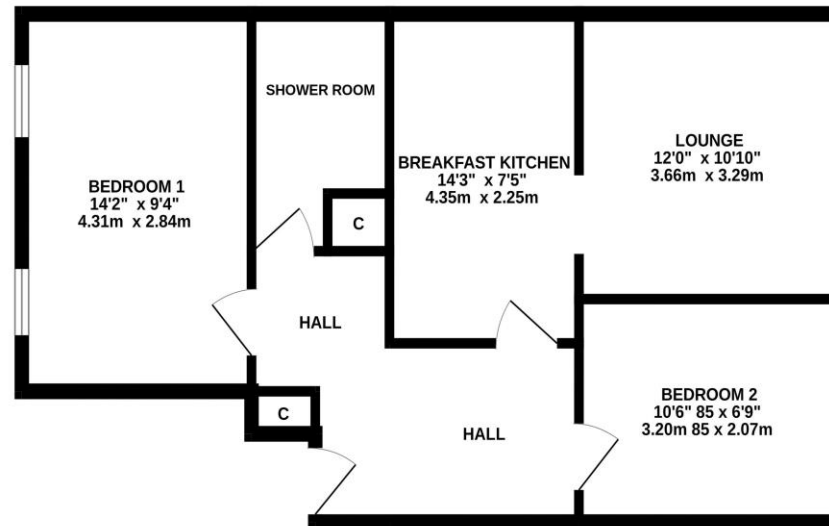 SHOWER ROOM
BEDROOM 1
14'2" x 9'4"
4.31m x 2.84m
BREAKFAST KITCHEN
14'3" x 7'5"
4.35m x 2.25m
LOUNGE
12'0" x 10'10"
3.66m x 3.29m
C
HALL
C
HALL
BEDROOM 2
10'6" 85 x 6'9"
3.20m 85 x 2.07m